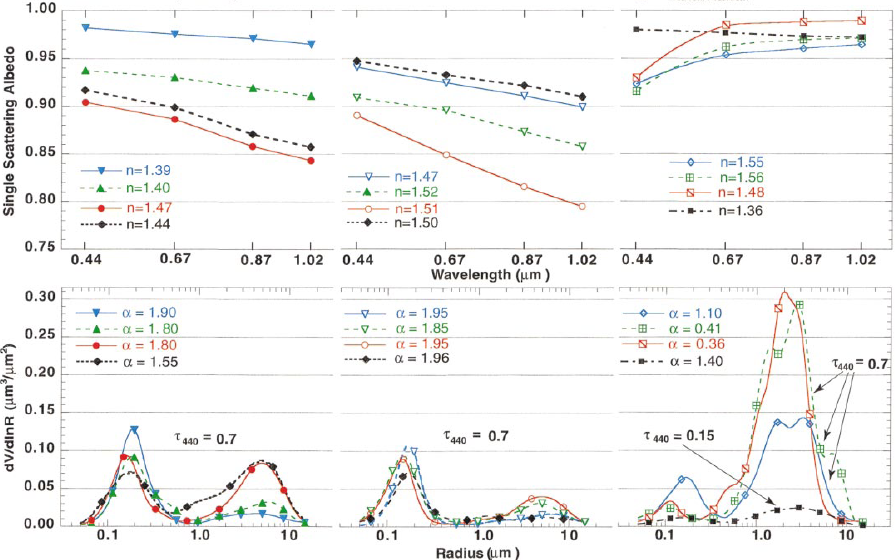 Single Scattering Albedo
1.00
0.95
0.90
0.85
0.80
0.75
n=1.39
n=1.40
n=1.47
n=1.44
n=1.47
n=1.52
n=1.51
n=1.50
n=1.55
n=1.56
n=1.48
n=1.36
0.44 0.67 0.87 1.02
0.44 0.67 0.87 1.02
0.44 0.67 0.87 1.02
Wavelength (μm )
dV/dlnR (μm³/μm²)
0.30
0.25
0.20
0.15
0.10
0.05
0.00
α = 1.90
α = 1. 80
α = 1.80
α = 1.55
τ440 = 0.7
α = 1.95
α = 1.85
α = 1.95
α = 1.96
τ440 = 0.7
α = 1.10
α = 0.41
α = 0.36
α = 1.40
τ440 = 0.7
τ440 = 0.15
0.1 1.0 10
0.1 1.0 10
0.1 1.0 10
Radius (μm )